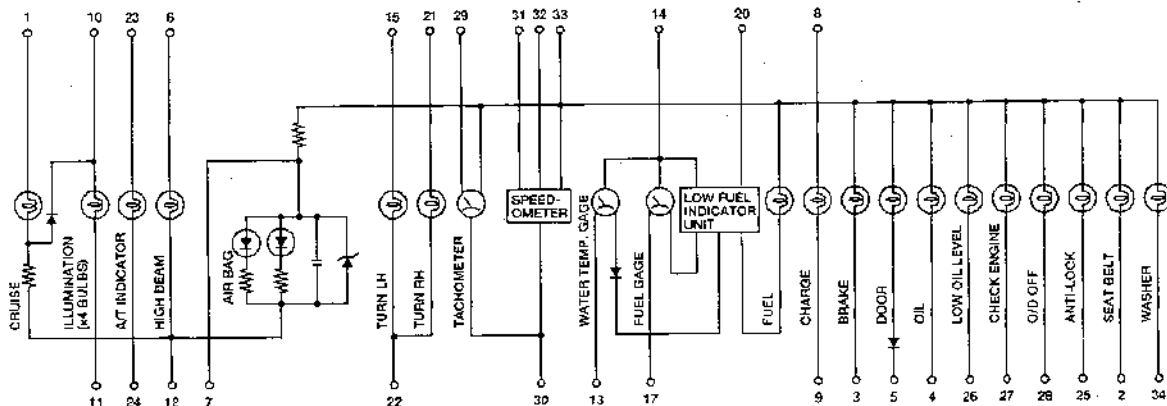 1 10 23 6 15 21 29 31 32 33 14 20 8
CRUISE
ILLUMINATION
(x4 BULBS)
A/T INDICATOR
HIGH BEAM
AIR BAG
TURN LH
TURN RH
TACHOMETER
SPEED-
OMETER
WATER TEMP. GAGE
FUEL GAGE
LOW FUEL
INDICATOR
UNIT
FUEL
CHARGE
BRAKE
DOOR
OIL
LOW OIL LEVEL
CHECK ENGINE
O/D OFF
ANTI-LOCK
SEAT BELT
WASHER
11 24 12 7 22 30 13 17 9 3 5 4 26 27 28 25 2 34